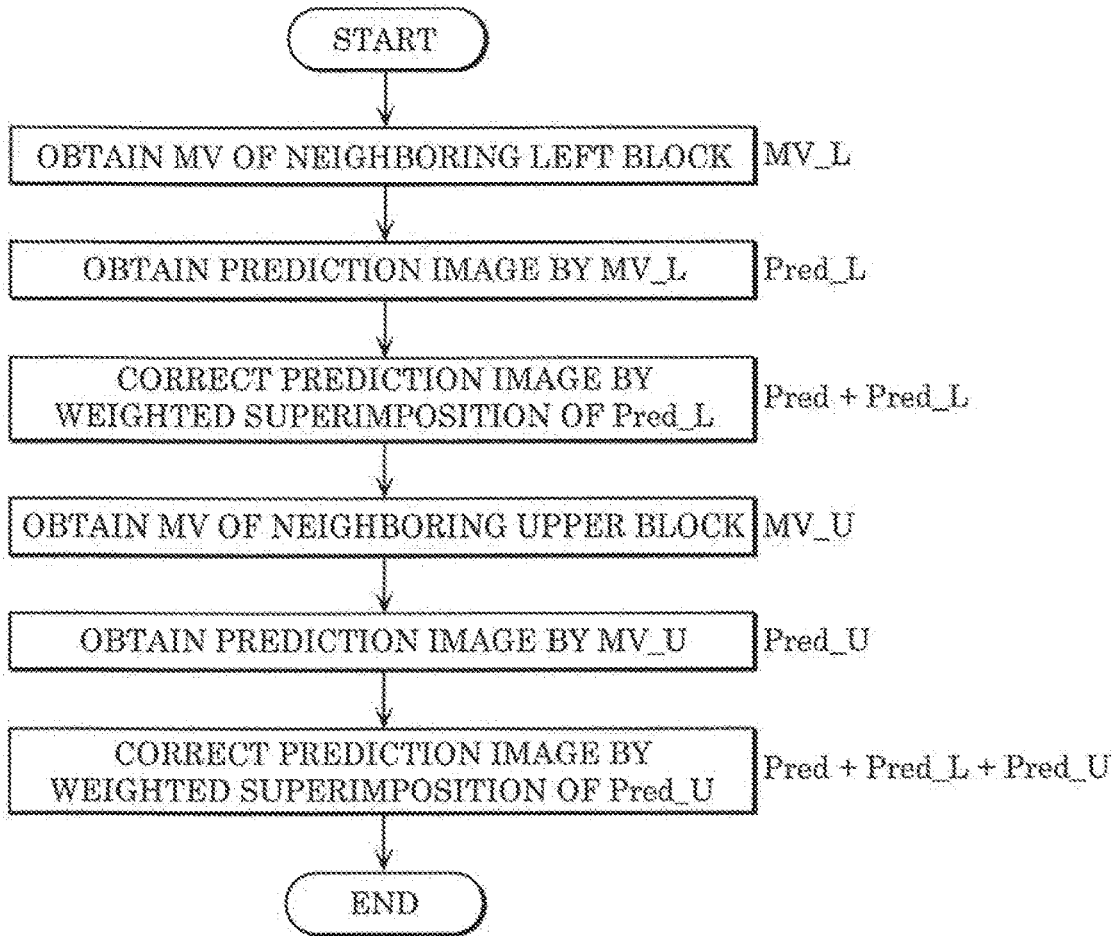 START
OBTAIN MV OF NEIGHBORING LEFT BLOCK MV_L
OBTAIN PREDICTION IMAGE BY MV_L Pred_L
CORRECT PREDICTION IMAGE BY
WEIGHTED SUPERIMPOSITION OF Pred_L
Pred + Pred_L
OBTAIN MV OF NEIGHBORING UPPER BLOCK MV_U
OBTAIN PREDICTION IMAGE BY MV_U Pred_U
CORRECT PREDICTION IMAGE BY
WEIGHTED SUPERIMPOSITION OF Pred_U
Pred + Pred_L + Pred_U
END